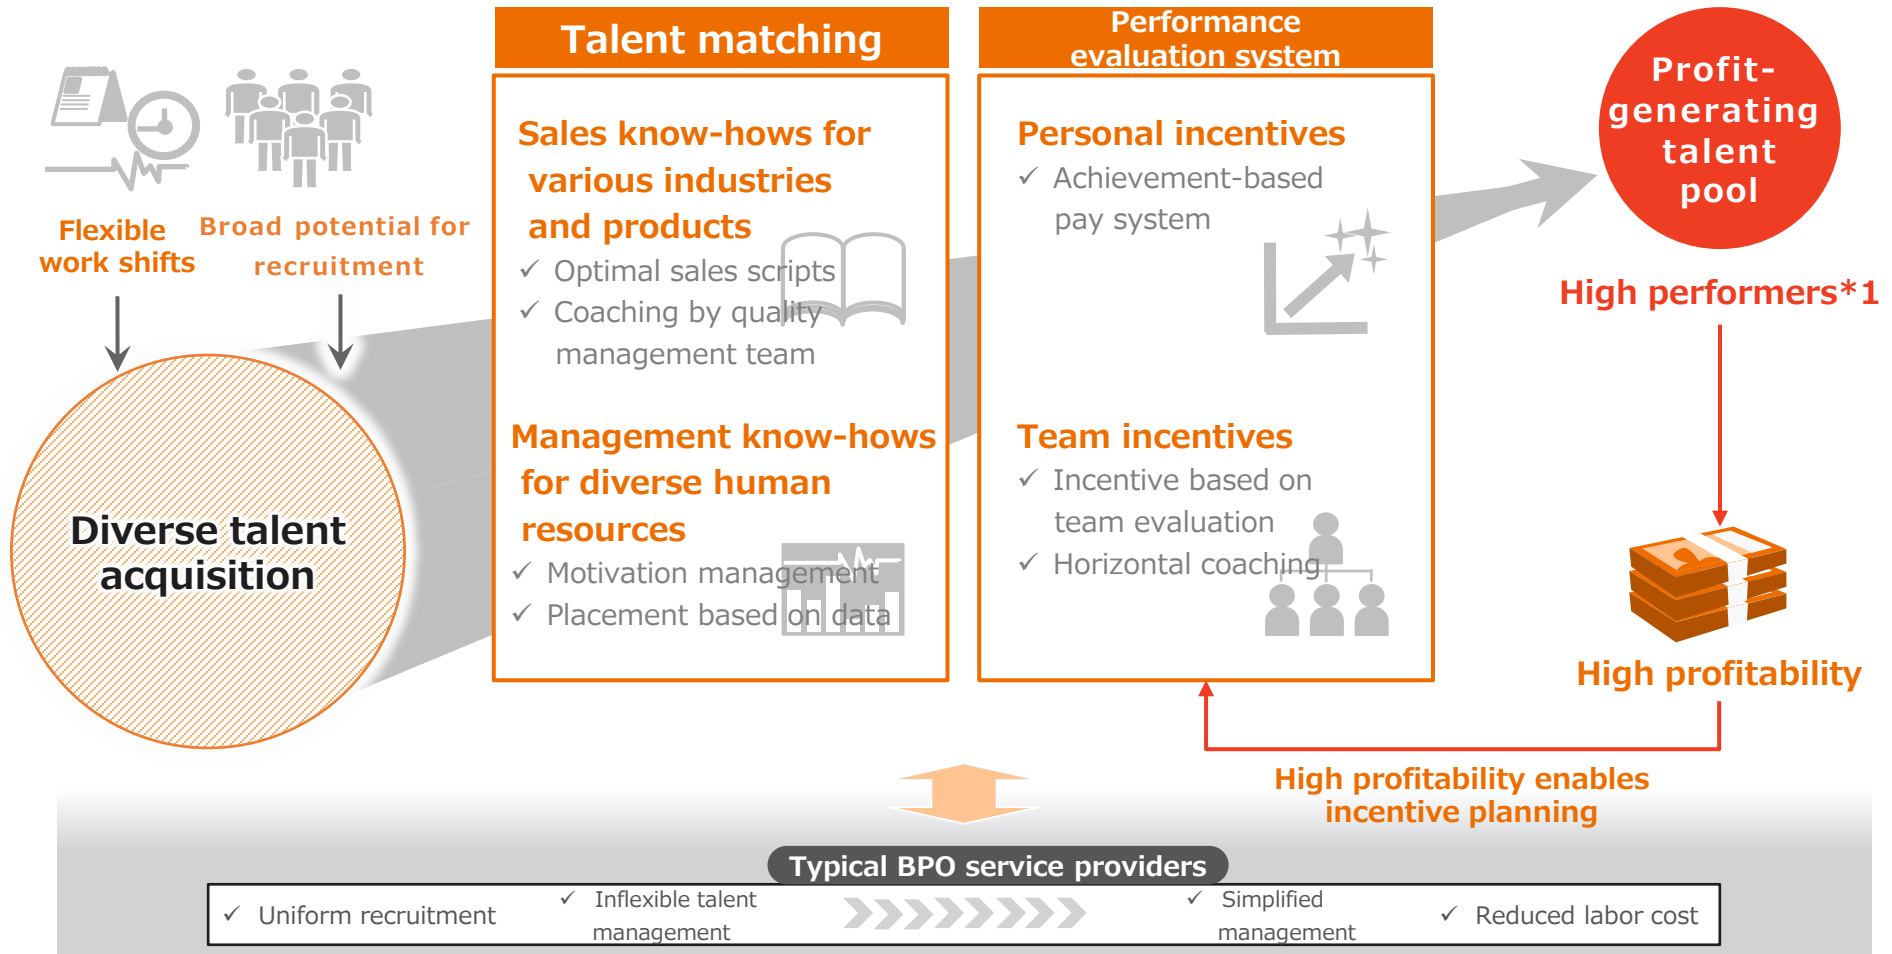 Flexible
work shifts
Broad potential for
recruitment
Diverse talent
acquisition
Talent matching
Sales know-hows for
various industries
and products
✓ Optimal sales scripts
✓ Coaching by quality
management team
Management know-hows
for diverse human
resources
✓ Motivation management
✓ Placement based on data
Performance
evaluation system
Personal incentives
✓ Achievement-based
pay system
Team incentives
✓ Incentive based on
team evaluation
✓ Horizontal coaching
Profit-
generating
talent
pool
High performers*1
High profitability
High profitability enables
incentive planning
Typical BPO service providers
✓ Uniform recruitment
✓ Inflexible talent
management
✓ Simplified
management
✓ Reduced labor cost